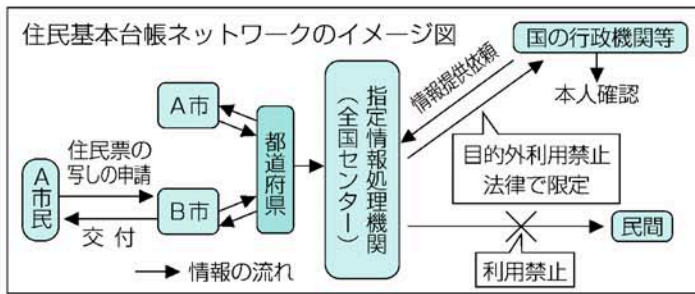 住民基本台帳ネットワークのイメージ図
国の行政機関等
情報提供依頼
本人確認
A市
都道府県
指定情報処理機関
（全国センター）
目的外利用禁止
法律で限定
A市民
住民票の
写しの申請
B市
交付
民間
利用禁止
情報の流れ